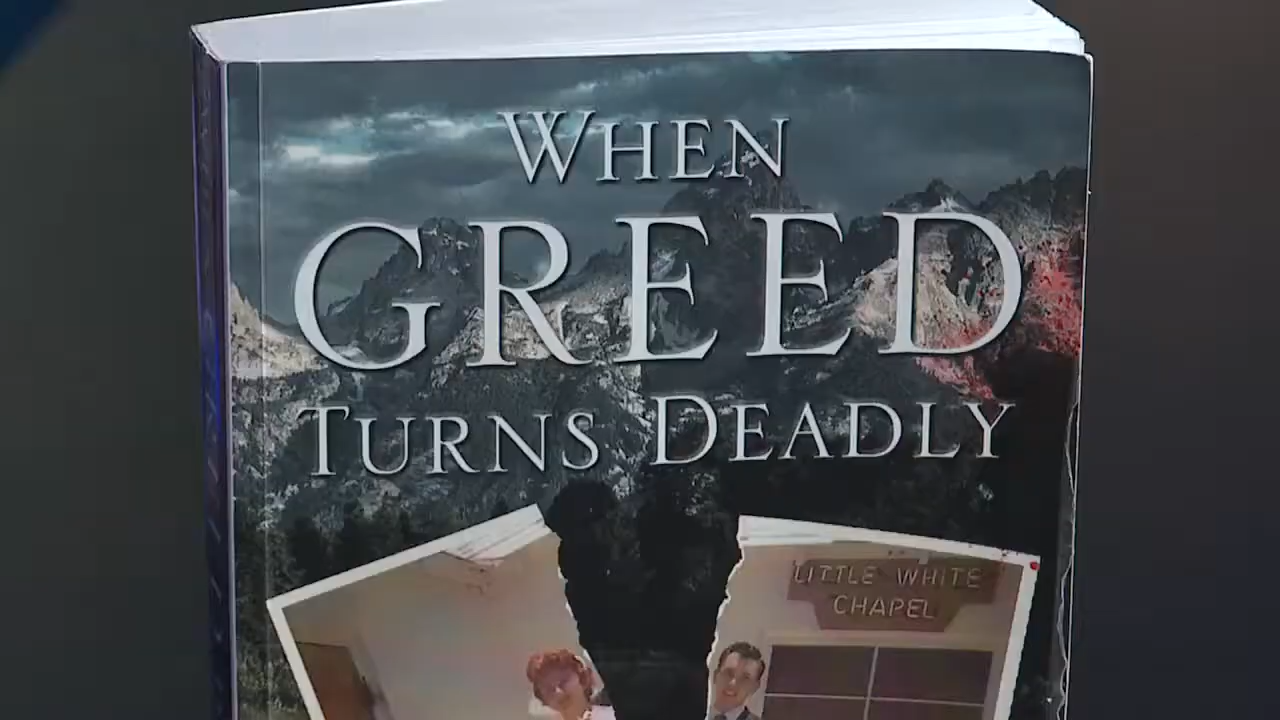 WHEN
GREED
TURNS DEADLY
LITTLE WHITE
CHAPEL